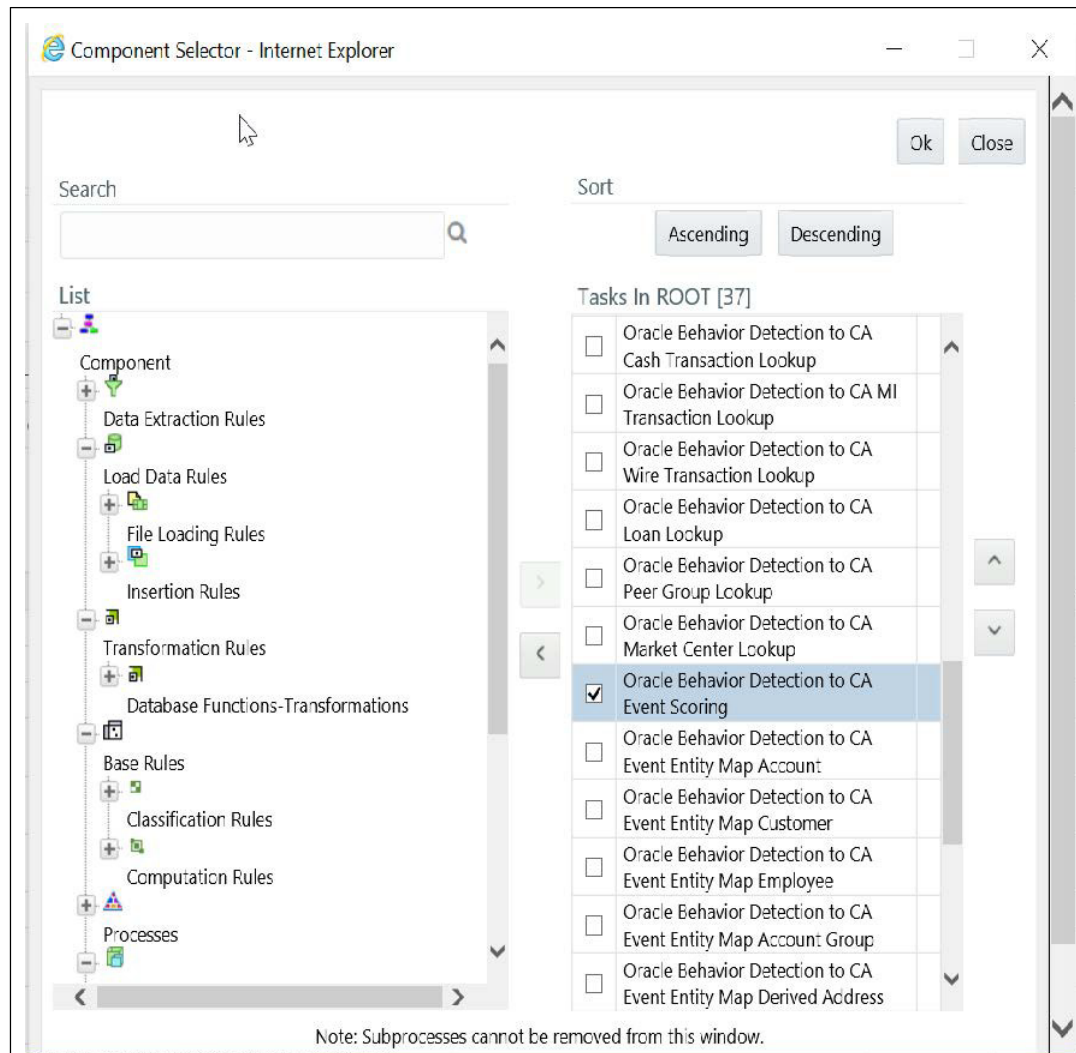 Component Selector - Internet Explorer
Ok
Close
Search
Sort
Ascending
Descending
List
Component
Data Extraction Rules
Load Data Rules
File Loading Rules
Insertion Rules
Transformation Rules
Database Functions-Transformations
Base Rules
Classification Rules
Computation Rules
Processes
Tasks In ROOT [37]
Oracle Behavior Detection to CA
Cash Transaction Lookup
Oracle Behavior Detection to CA MI
Transaction Lookup
Oracle Behavior Detection to CA
Wire Transaction Lookup
Oracle Behavior Detection to CA
Loan Lookup
Oracle Behavior Detection to CA
Peer Group Lookup
Oracle Behavior Detection to CA
Market Center Lookup
Oracle Behavior Detection to CA
Event Scoring
Oracle Behavior Detection to CA
Event Entity Map Account
Oracle Behavior Detection to CA
Event Entity Map Customer
Oracle Behavior Detection to CA
Event Entity Map Employee
Oracle Behavior Detection to CA
Event Entity Map Account Group
Oracle Behavior Detection to CA
Event Entity Map Derived Address
Note: Subprocesses cannot be removed from this window.